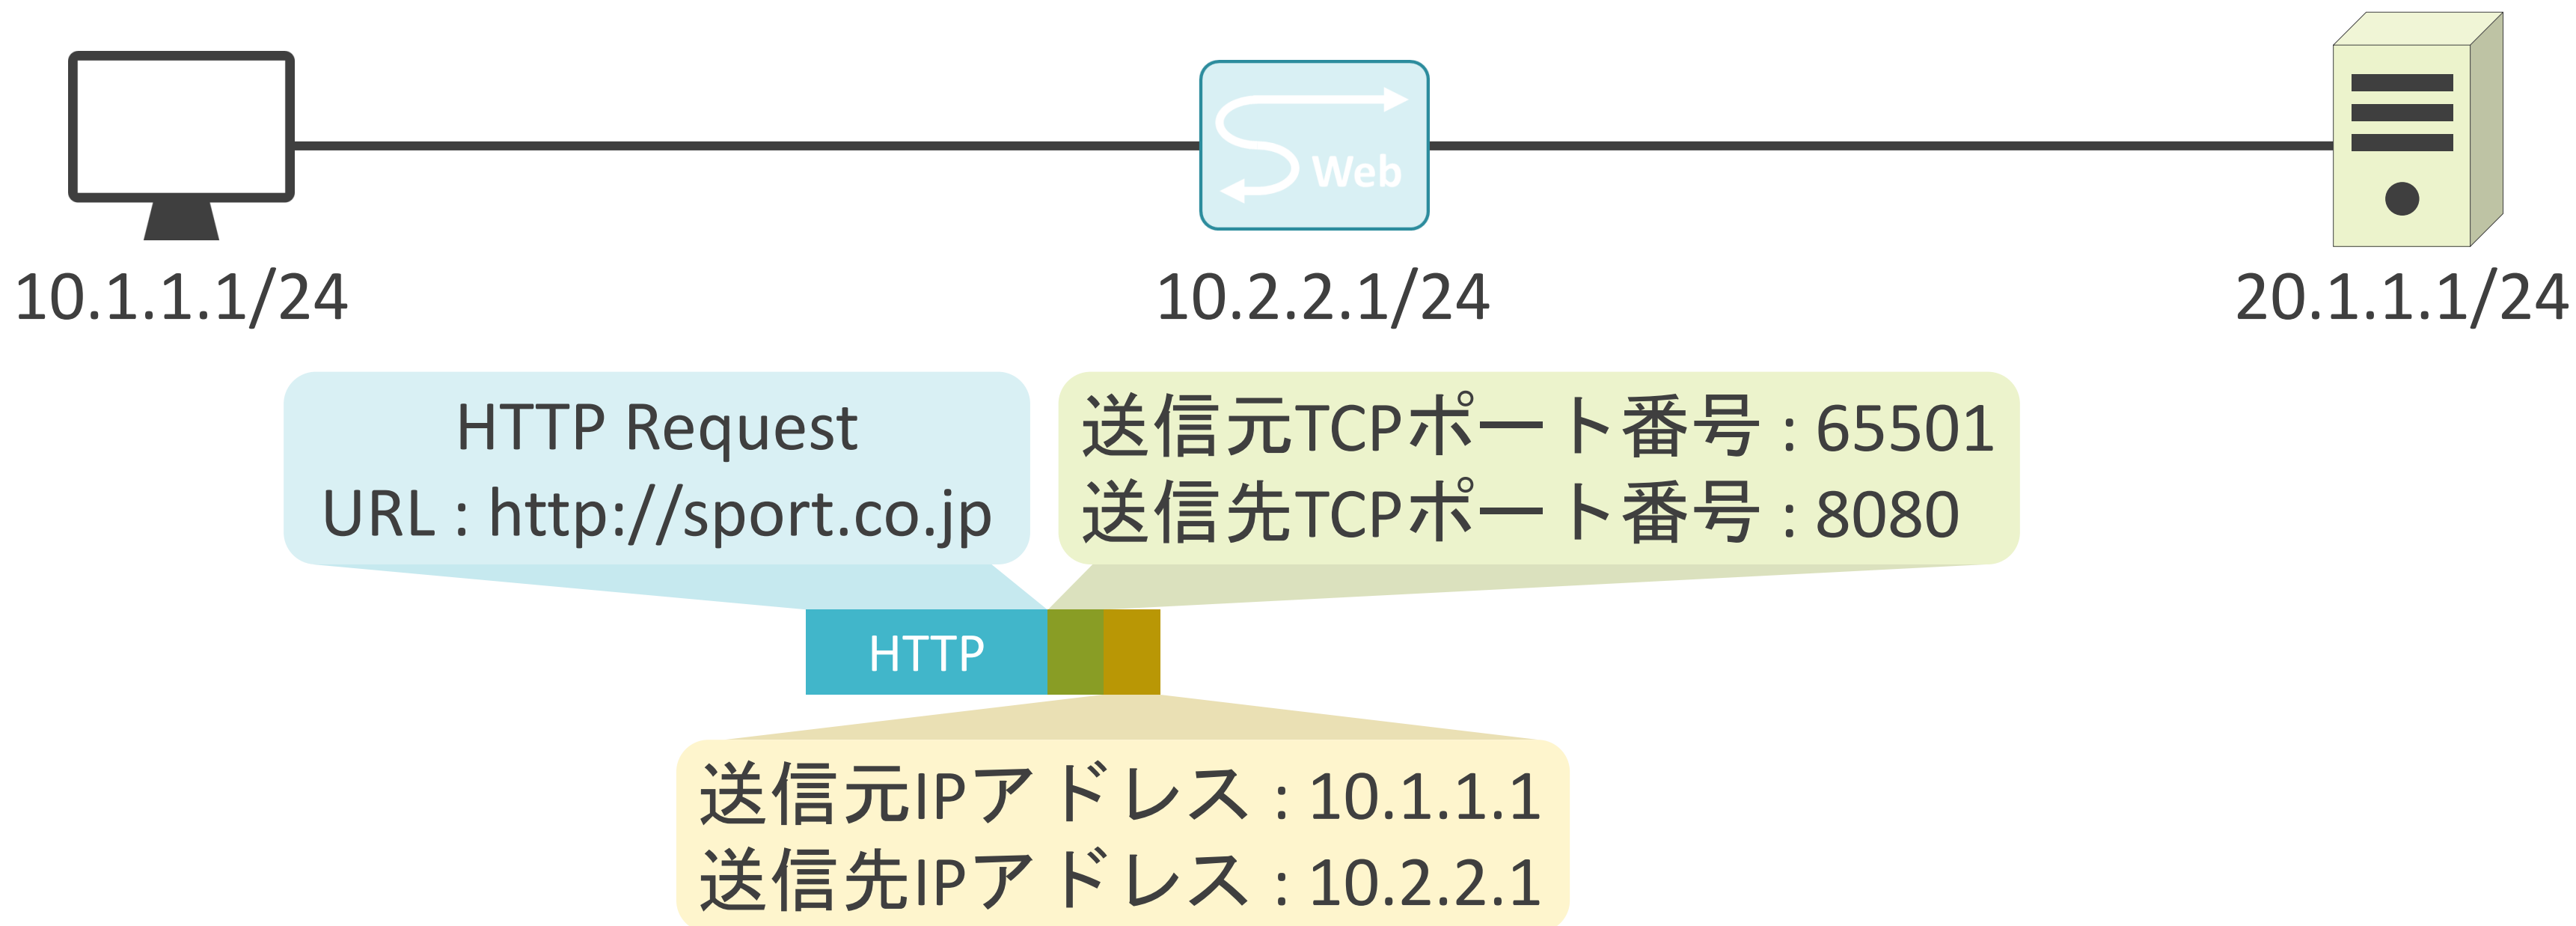 Web
10.1.1.1/24
10.2.2.1/24
20.1.1.1/24
HTTP Request
URL : http://sport.co.jp
送信元TCPポート番号 : 65501
送信先TCPポート番号 : 8080
HTTP
送信元IPアドレス : 10.1.1.1
送信先IPアドレス : 10.2.2.1